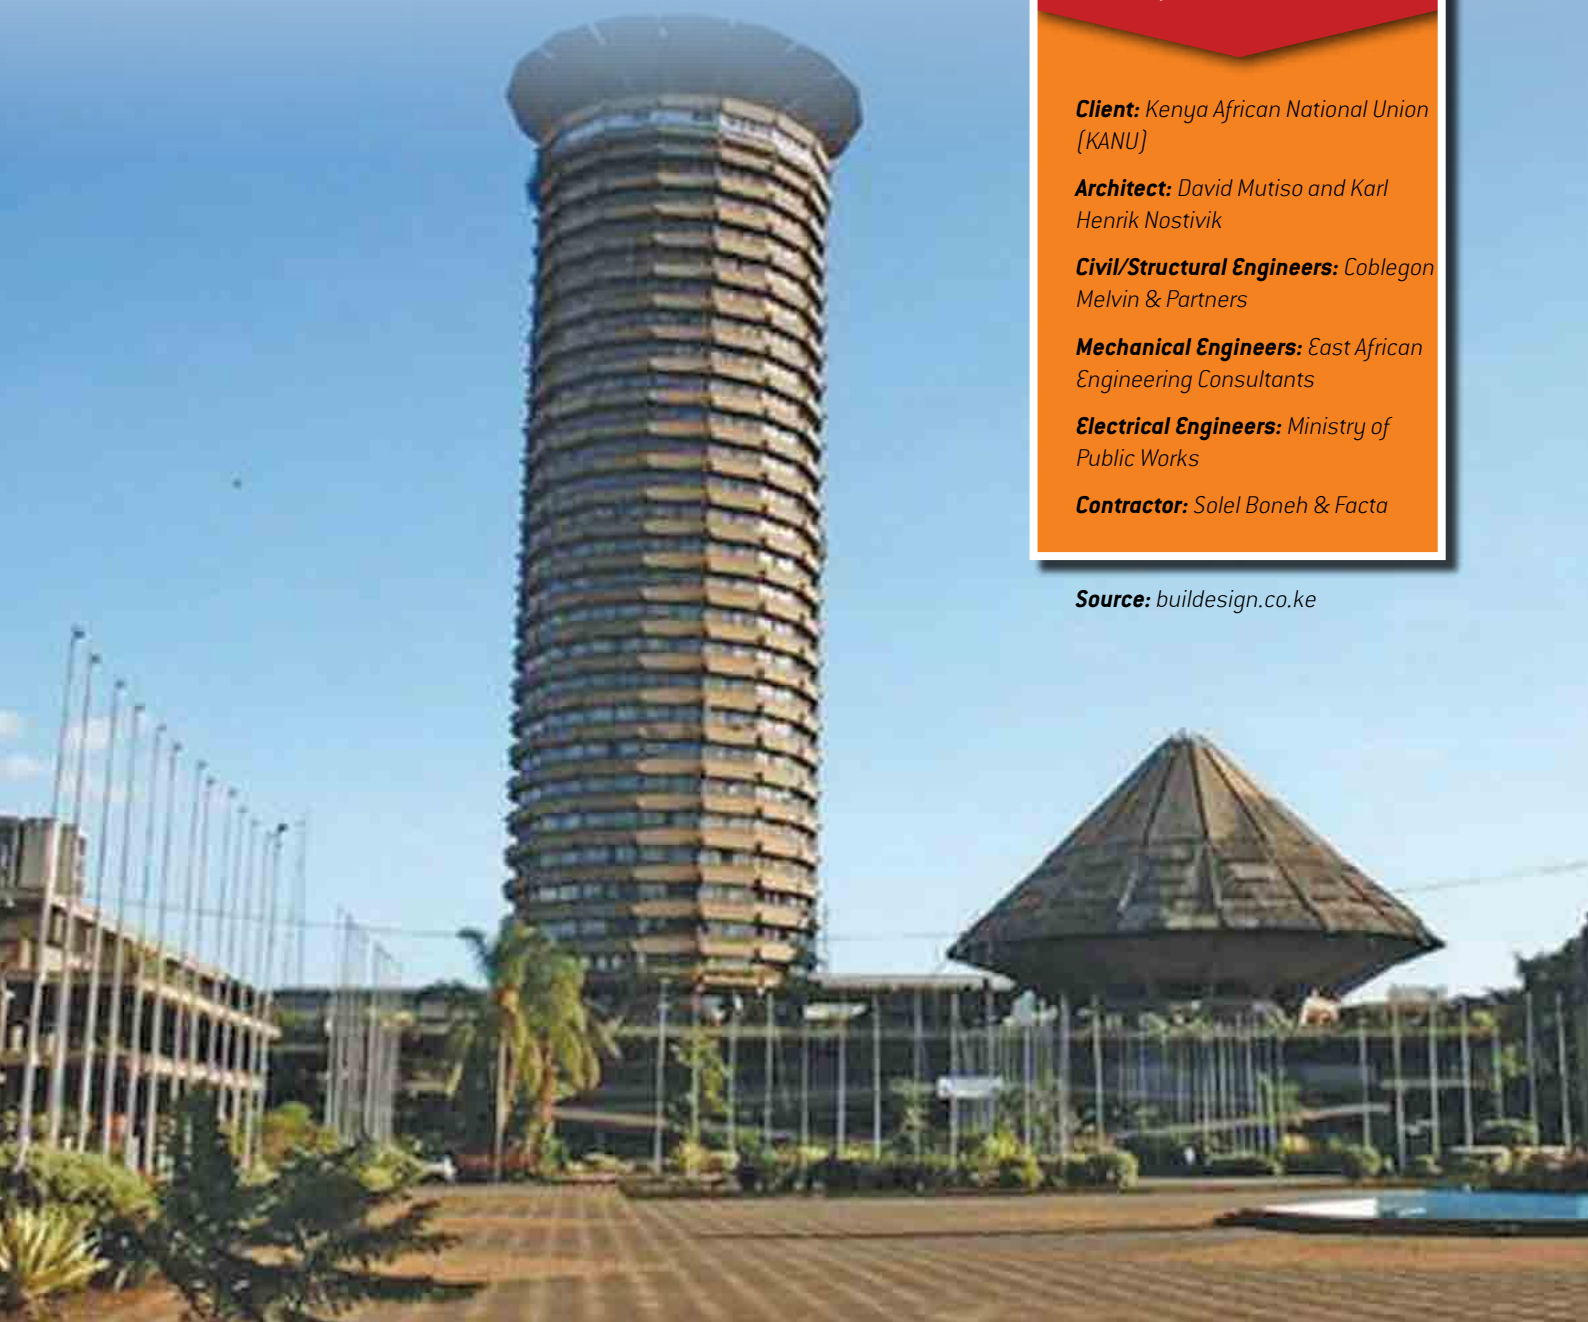 Client: Kenya African National Union
(KANU)
Architect: David Mutiso and Karl
Henrik Nostivik
Civil/Structural Engineers: Coblegon
Melvin & Partners
Mechanical Engineers: East African
Engineering Consultants
Electrical Engineers: Ministry of
Public Works
Contractor: Solel Boneh & Facta
Source: buildesign.co.ke